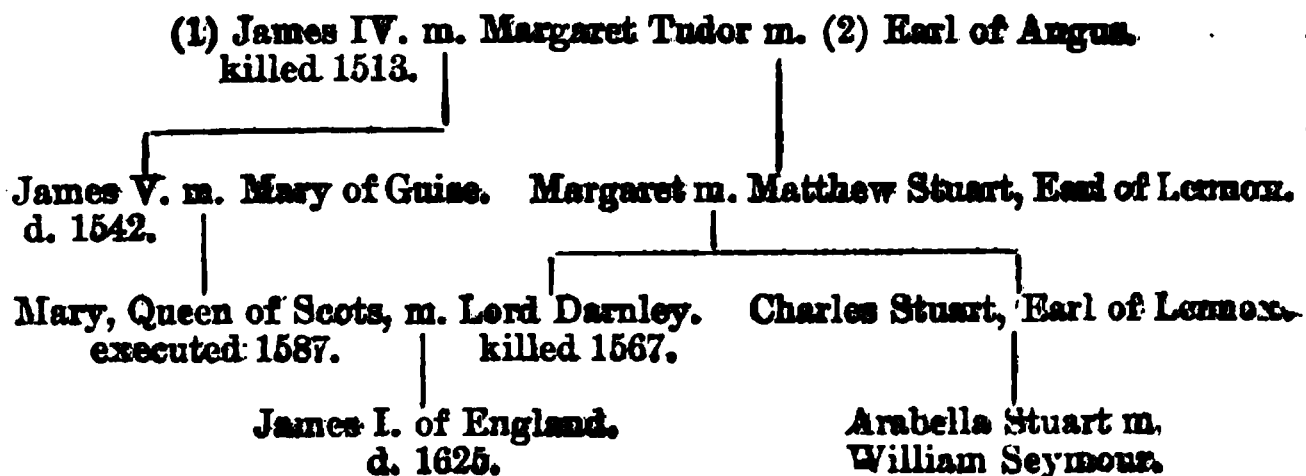 (1) James IV. m. Margaret Tudor m. (2) Earl of Angus.
killed 1513.
James V. m. Mary of Guise. Margaret m. Matthew Stuart, Earl of Lennox.
d. 1542.
Mary, Queen of Scots, m. Lord Darnley. Charles Stuart, Earl of Lennox.
executed 1587. killed 1567.
James I. of England. Arabella Stuart m.
d. 1625. William Seymour.